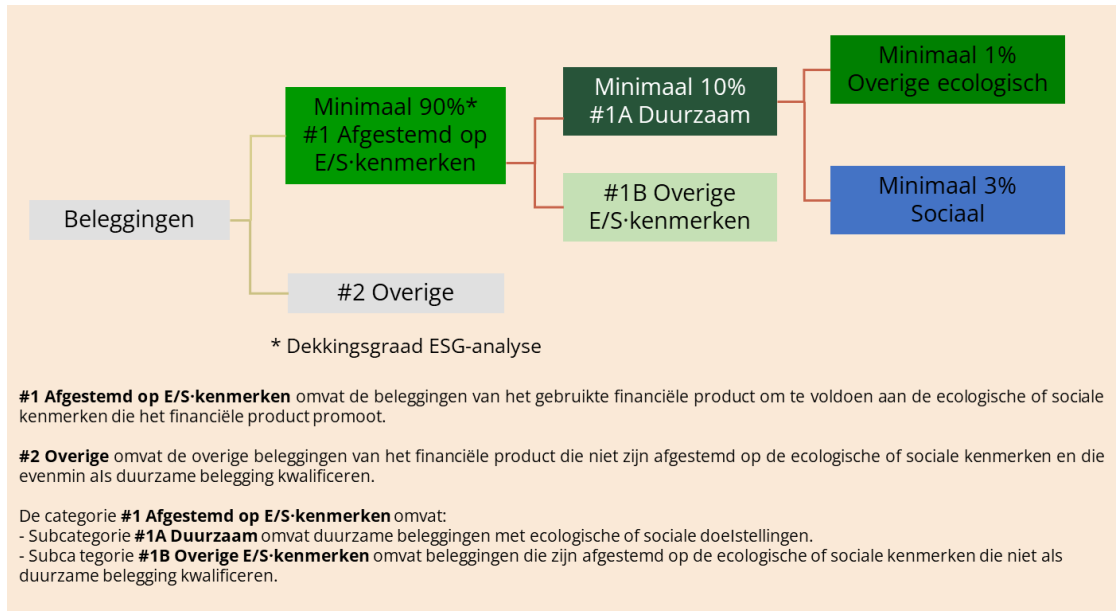 Minimaal 1%
Overige ecologisch
Minimaal 10%
#1A Duurzaam
Minimaal 90%*
#1 Afgestemd op
E/S·kenmerken
Minimaal 3%
Sociaal
#1B Overige
E/S·kenmerken
Beleggingen
#2 Overige
* Dekkingsgraad ESG-analyse
#1 Afgestemd op E/S·kenmerken omvat de beleggingen van het gebruikte financiële product om te voldoen aan de ecologische of sociale
kenmerken die het financiële product promoot.
#2 Overige omvat de overige beleggingen van het financiële product die niet zijn afgestemd op de ecologische of sociale kenmerken en die
evenmin als duurzame belegging kwalificeren.
De categorie #1 Afgestemd op E/S·kenmerken omvat:
- Subcategorie #1A Duurzaam omvat duurzame beleggingen met ecologische of sociale doelstellingen.
- Subca tegorie #1B Overige E/S·kenmerken omvat beleggingen die zijn afgestemd op de ecologische of sociale kenmerken die niet als
duurzame belegging kwalificeren.